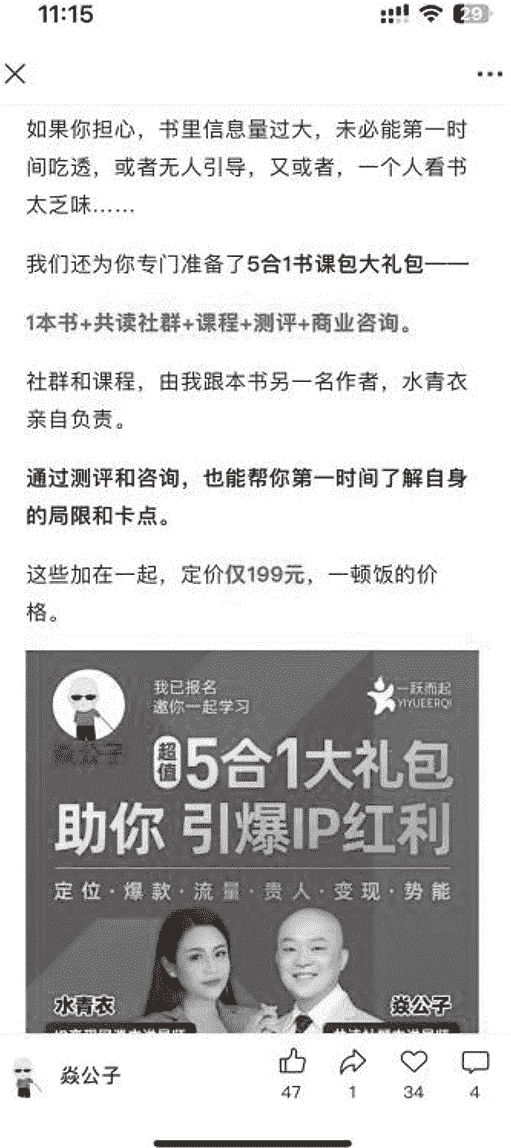 11:15
29
如果你担心，书里信息量过大，未必能第一时
间吃透，或者无人引导，又或者，一个人看书
太乏味……
我们还为你专门准备了5合1书课包大礼包——
1本书+共读社群+课程+测评+商业咨询。
社群和课程，由我跟本书另一名作者，水青衣
亲自负责。
通过测评和咨询，也能帮你第一时间了解自身
的局限和卡点。
这些加在一起，定价仅199元，一顿饭的价
格。
我已报名
邀你一起学习
一跃而起
YIYUEERQI
焱公子
超值5合1大礼包
助你 引爆IP红利
定位·爆款·流量·贵人·变现·势能
水青衣
焱公子
焱公子
47
1
34
4